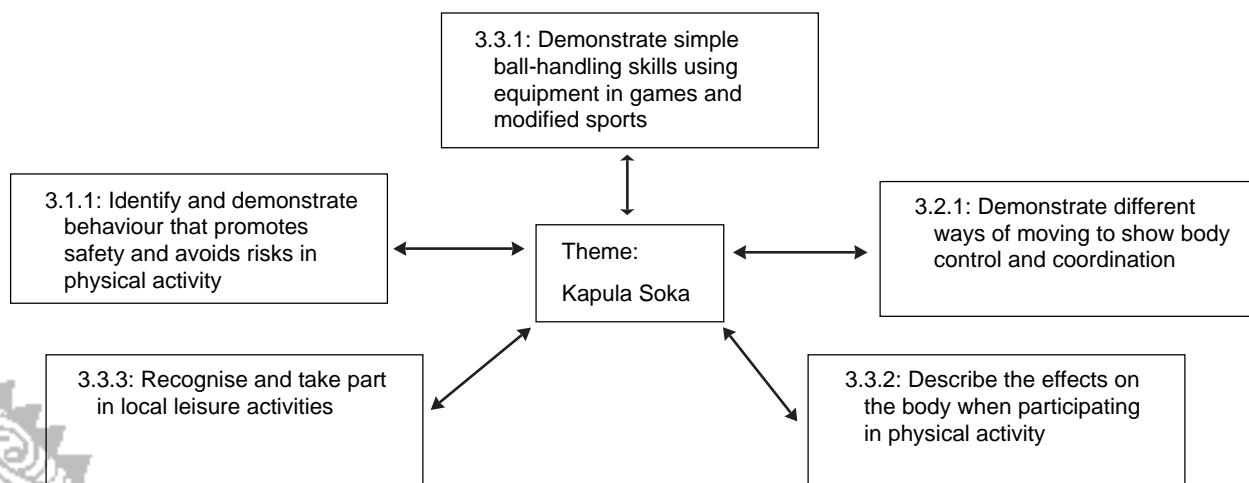 3.3.1: Demonstrate simple
ball-handling skills using
equipment in games and
modified sports
3.1.1: Identify and demonstrate
behaviour that promotes
safety and avoids risks in
physical activity
Theme:
Kapula Soka
3.2.1: Demonstrate different
ways of moving to show body
control and coordination
3.3.3: Recognise and take part
in local leisure activities
3.3.2: Describe the effects on
the body when participating
in physical activity